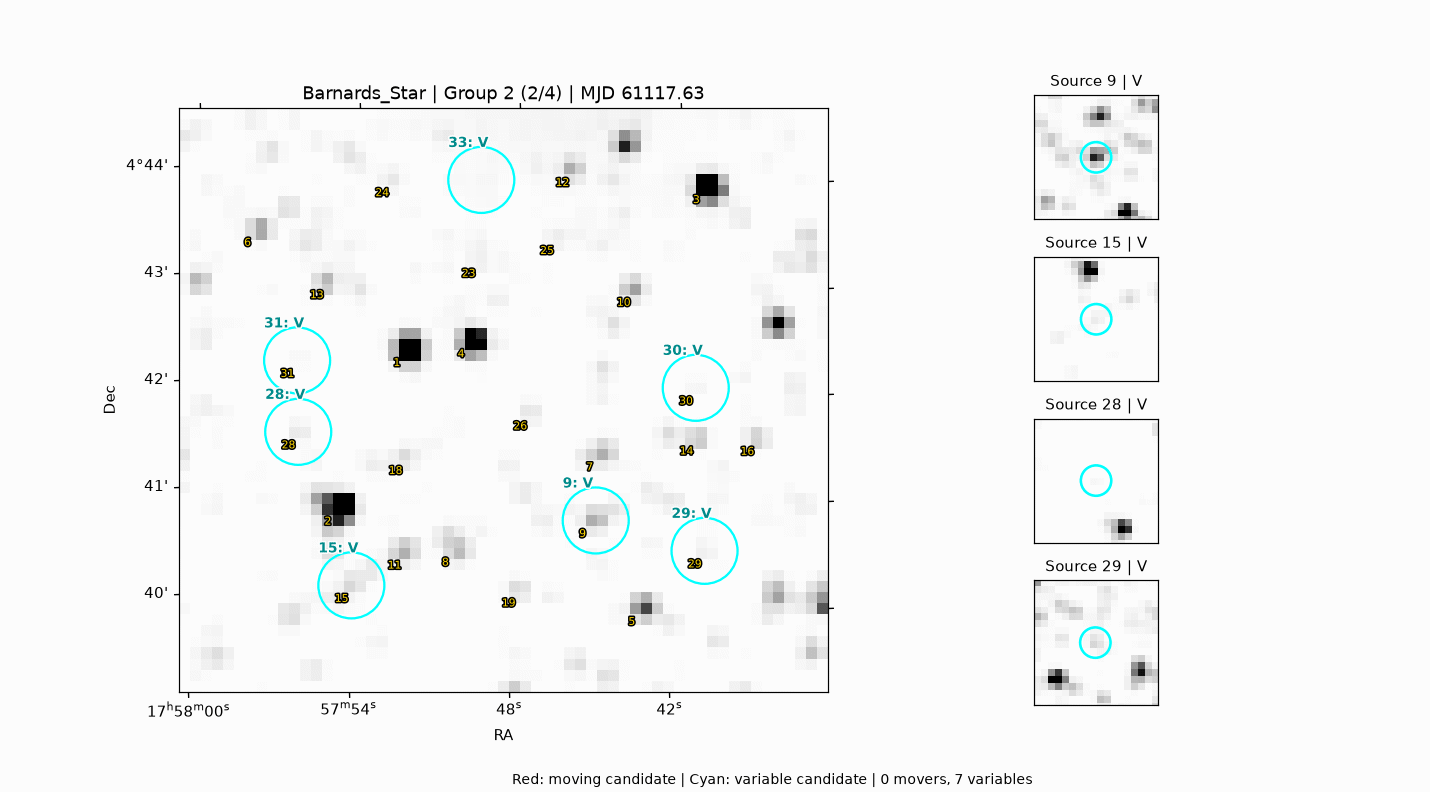 Barnards_Star | Group 2 (2/4) | MJD 61117.63
Source 9 | V
Source 15 | V
Source 28 | V
Source 29 | V
4°44'
43'
42'
41'
40'
Dec
33: V
24
12
3
6
25
23
13
10
31: V
1
4
30: V
31
28: V
30
26
28
14
16
18
7
9: V
29: V
2
9
15: V
11
8
29
15
19
5
17h58m00s
57m54s
48s
42s
RA
Red: moving candidate | Cyan: variable candidate | 0 movers, 7 variables